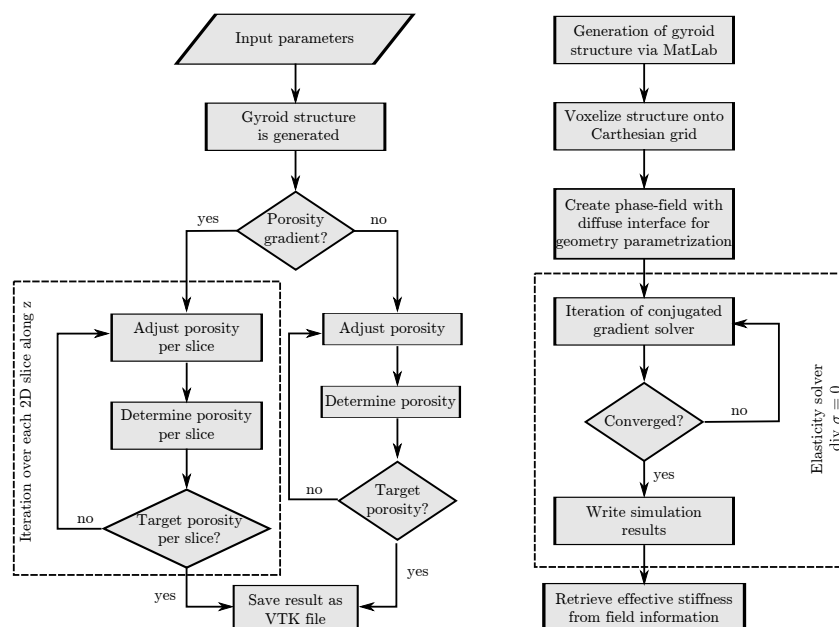 Input parameters
Gyroid structure
is generated
Porosity
gradient?
yes
no
Iteration over each 2D slice along z
Adjust porosity
per slice
Determine porosity
per slice
Target porosity
per slice?
no
yes
Adjust porosity
Determine porosity
Target
porosity?
no
yes
Save result as
VTK file
Generation of gyroid
structure via MatLab
Voxelize structure onto
Carthesian grid
Create phase-field with
diffuse interface for
geometry parametrization
Iteration of conjugated
gradient solver
Converged?
no
yes
Write simulation
results
Elasticity solver
div σ = 0
Retrieve effective stiffness
from field information